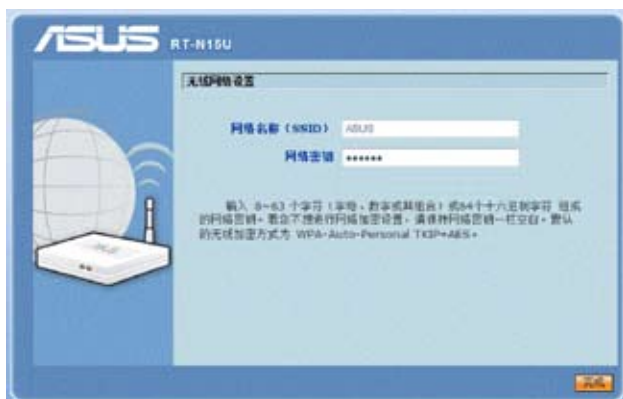 ASUS RT-N15U
无线网络设置
网络名称（SSID） ASUS
网络密钥 ••••••
输入 8~63 个字符（字母、数字或其组合）或64个十六进制字符 组成
的网络密钥。若您不想进行网络加密设置，请保持网络密钥一栏空白。默认
的无线加密方式为 WPA-Auto-Personal TKIP+AES。
完成